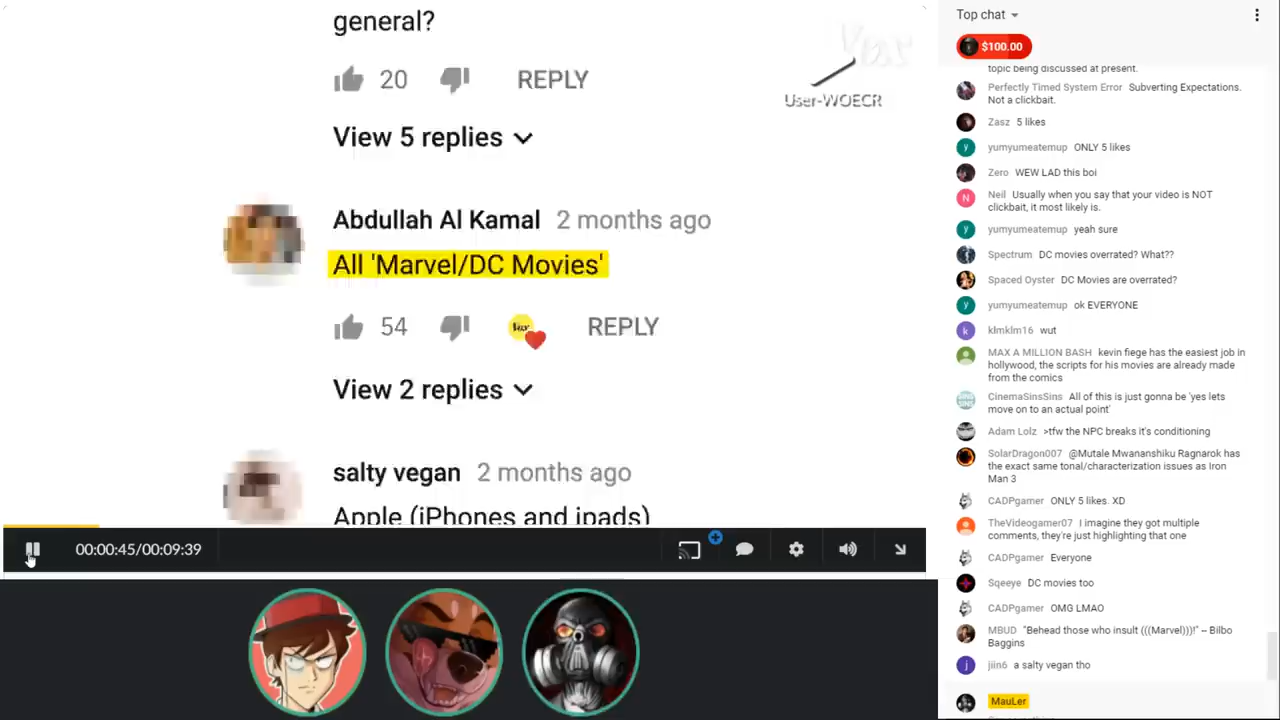 general?
20
REPLY
View 5 replies
Abdullah Al Kamal 2 months ago
All 'Marvel/DC Movies'
54
REPLY
View 2 replies
salty vegan 2 months ago
Apple (iPhones and ipads)
User-WOECR
00:00:45/00:09:39
Top chat
$100.00
topic being discussed at present.
Perfectly Timed System Error Subverting Expectations.
Not a clickbait.
Zasz 5 likes
y yumyumeatemup ONLY 5 likes
Zero WEW LAD this boi
N Neil Usually when you say that your video is NOT
clickbait, it most likely is.
y yumyumeatemup yeah sure
Spectrum DC movies overrated? What??
Spaced Oyster DC Movies are overrated?
y yumyumeatemup ok EVERYONE
k klmklm16 wut
MAX A MILLION BASH kevin fiege has the easiest job in
hollywood, the scripts for his movies are already made
from the comics
CinemaSinsSins All of this is just gonna be 'yes lets
move on to an actual point'
Adam Lolz >tfw the NPC breaks it's conditioning
SolarDragon007 @Mutale Mwananshiku Ragnarok has
the exact same tonal/characterization issues as Iron
Man 3
CADPgamer ONLY 5 likes. XD
TheVideogamer07 I imagine they got multiple
comments, they're just highlighting that one
CADPgamer Everyone
Sqeeye DC movies too
CADPgamer OMG LMAO
MBUD "Behead those who insult (((Marvel)))!" -- Bilbo
Baggins
j jiin6 a salty vegan tho
MauLer